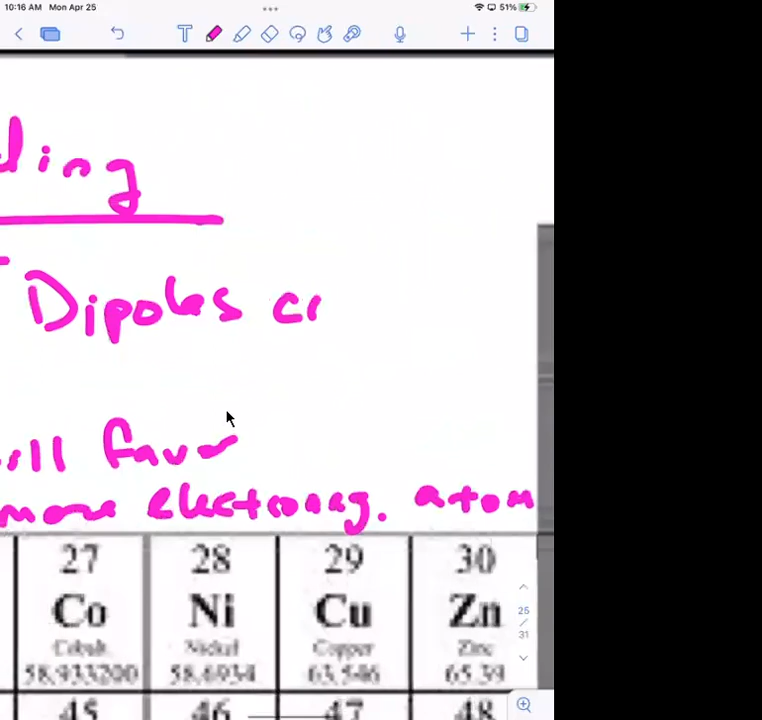 10:16 AM Mon Apr 25
51%
ding
Dipoles cr
ill favor
more electroneg. atom
27 28 29 30
Co Ni Cu Zn
Cobalt Nickel Copper Zinc
58.933200 58.6934 63.546 65.39
45 46 47 48
25
/
31